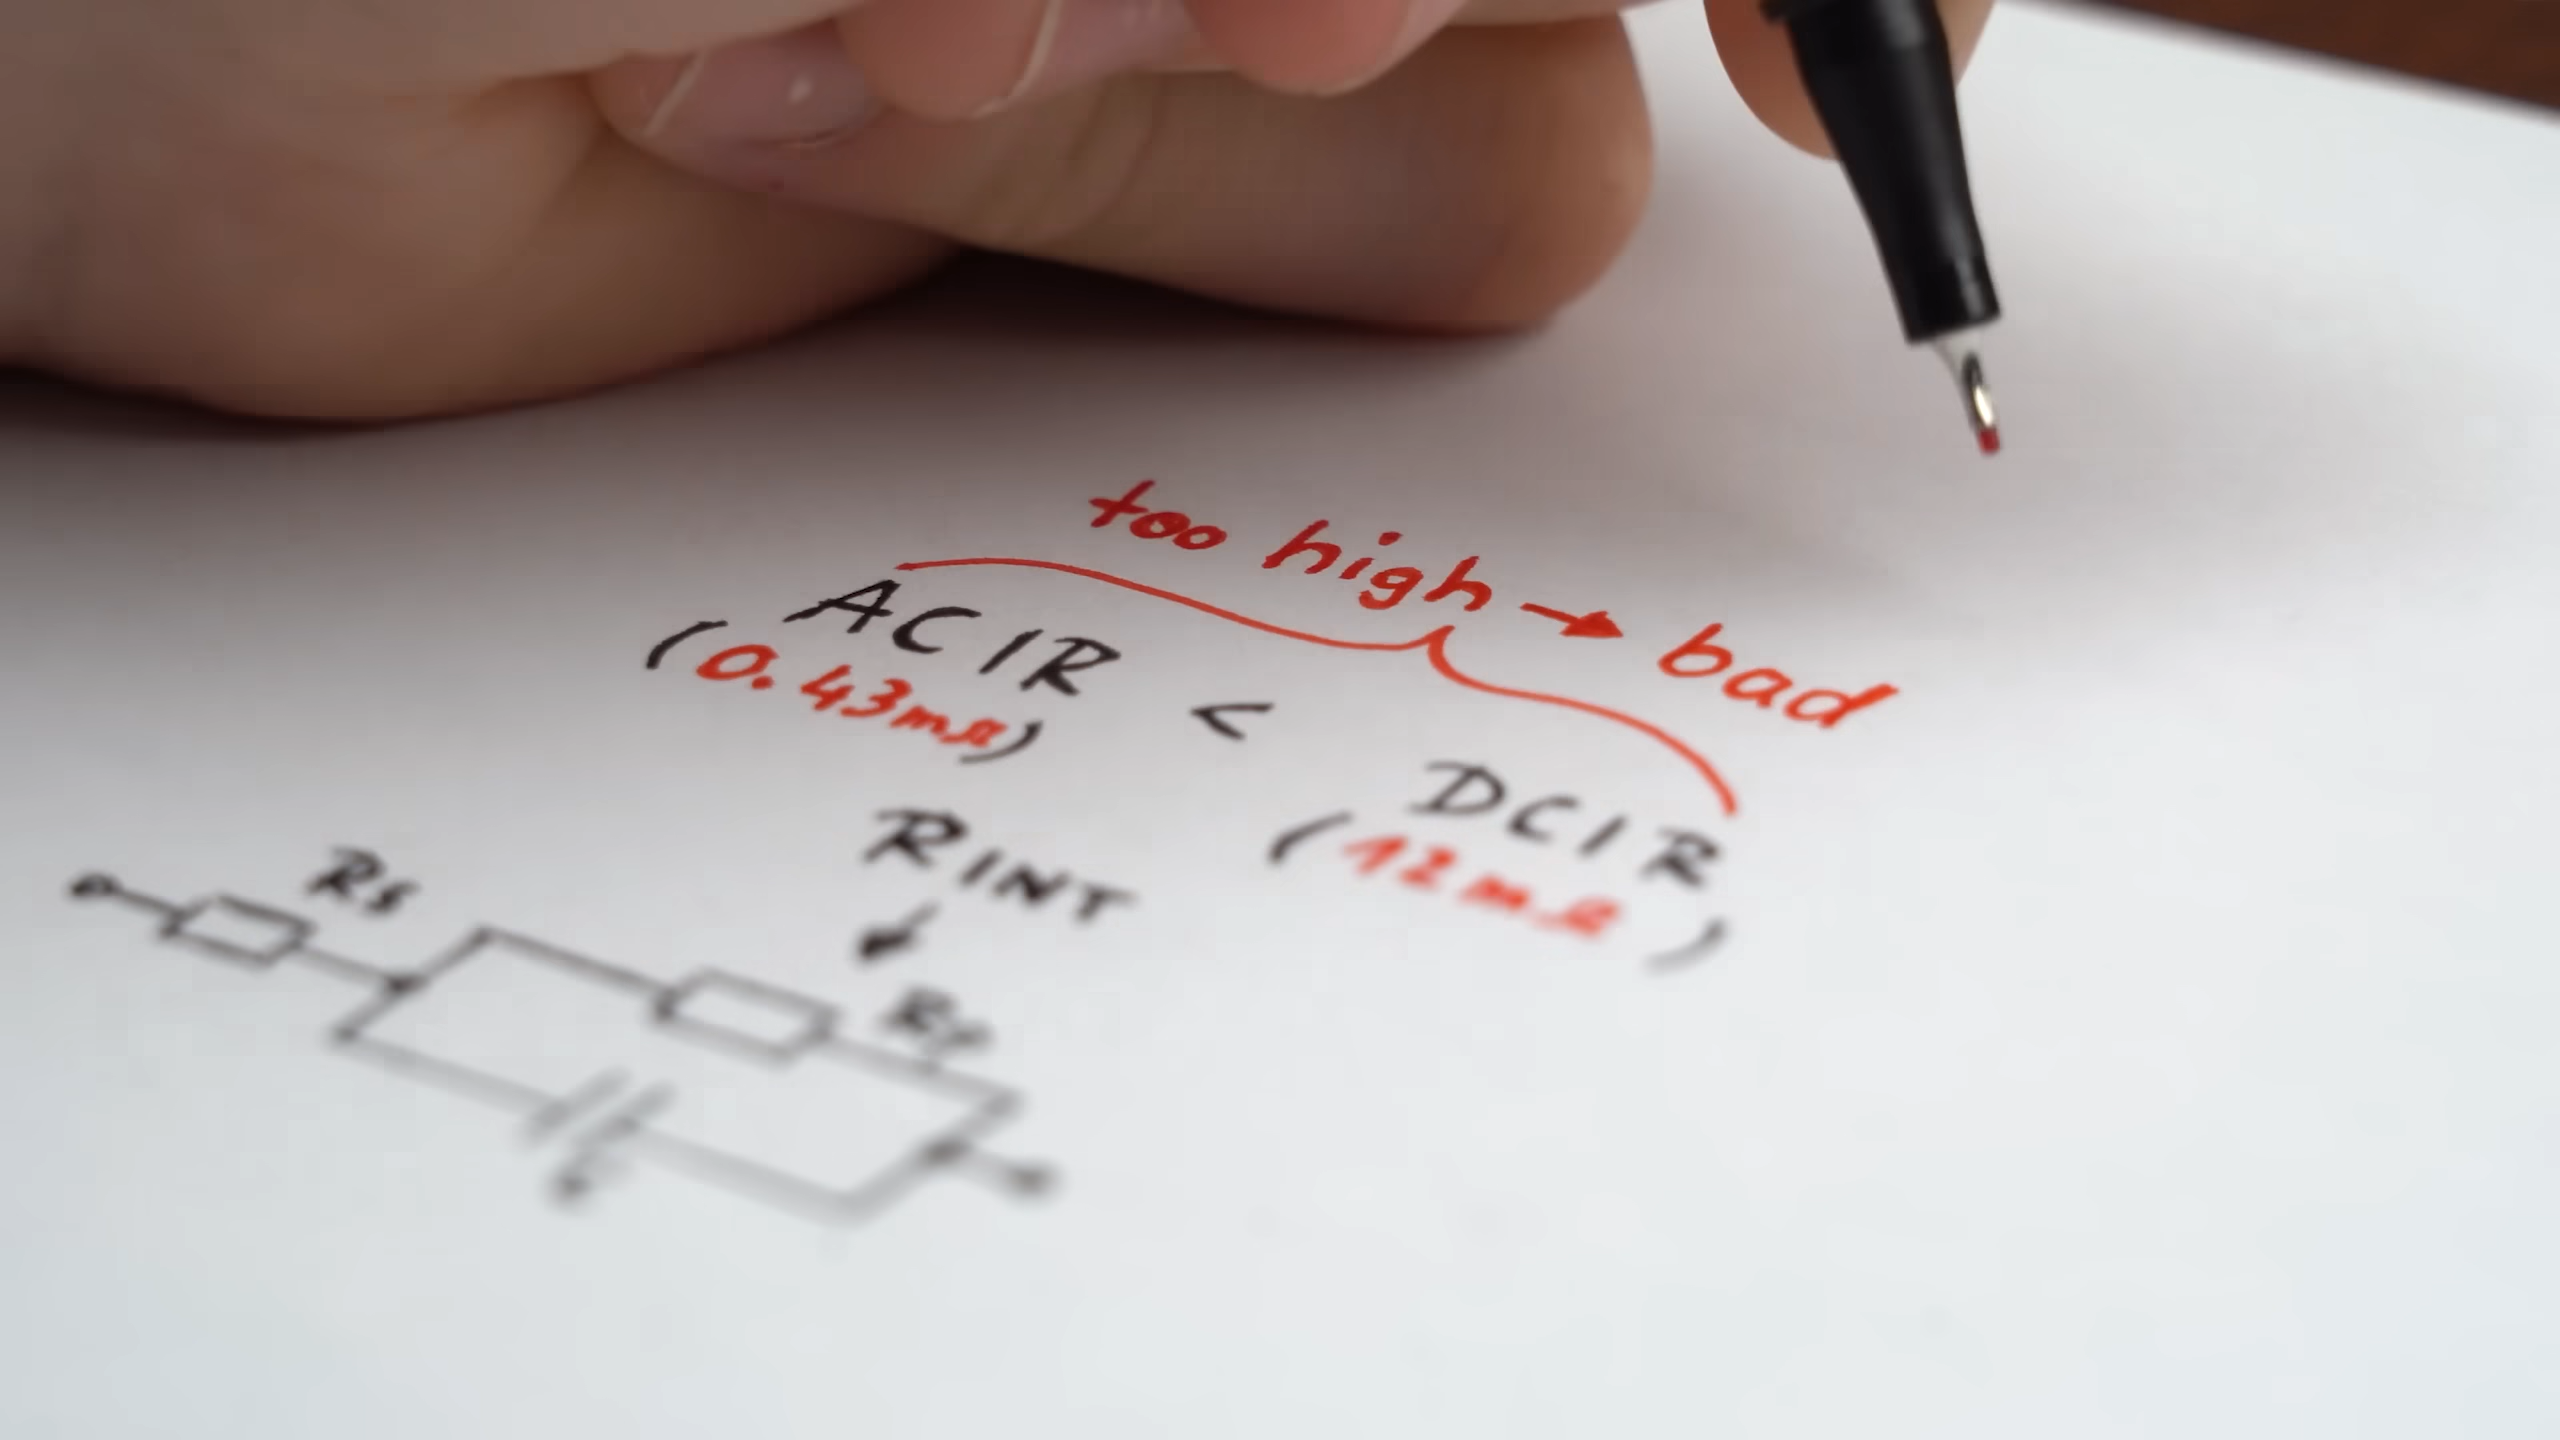 too high → bad
ACIR < DCIR
(0.43mΩ) (12mΩ)
RINT
Rs
Rp